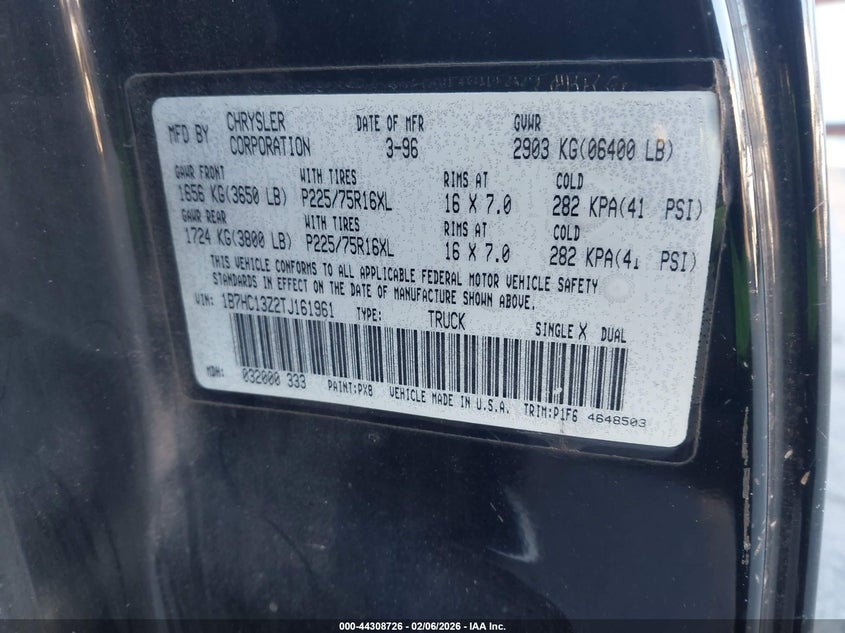 MFD BY CHRYSLER CORPORATION DATE OF MFR 3-96 GVWR 2903 KG(06400 LB)
GAWR FRONT WITH TIRES RIMS AT COLD
1656 KG(3650 LB) P225/75R16XL 16 X 7.0 282 KPA(41 PSI)
GAWR REAR WITH TIRES RIMS AT COLD
1724 KG(3800 LB) P225/75R16XL 16 X 7.0 282 KPA(41 PSI)
THIS VEHICLE CONFORMS TO ALL APPLICABLE FEDERAL MOTOR VEHICLE SAFETY
STANDARDS IN EFFECT ON THE DATE OF MANUFACTURE SHOWN ABOVE.
VIN: 1B7HC13Z2TJ161961 TYPE: TRUCK SINGLE X DUAL
MDH: 032000 333 PAINT:PX8 VEHICLE MADE IN U.S.A. TRIM:P1F6 4648503
000-44308726 - 02/06/2026 - IAA Inc.